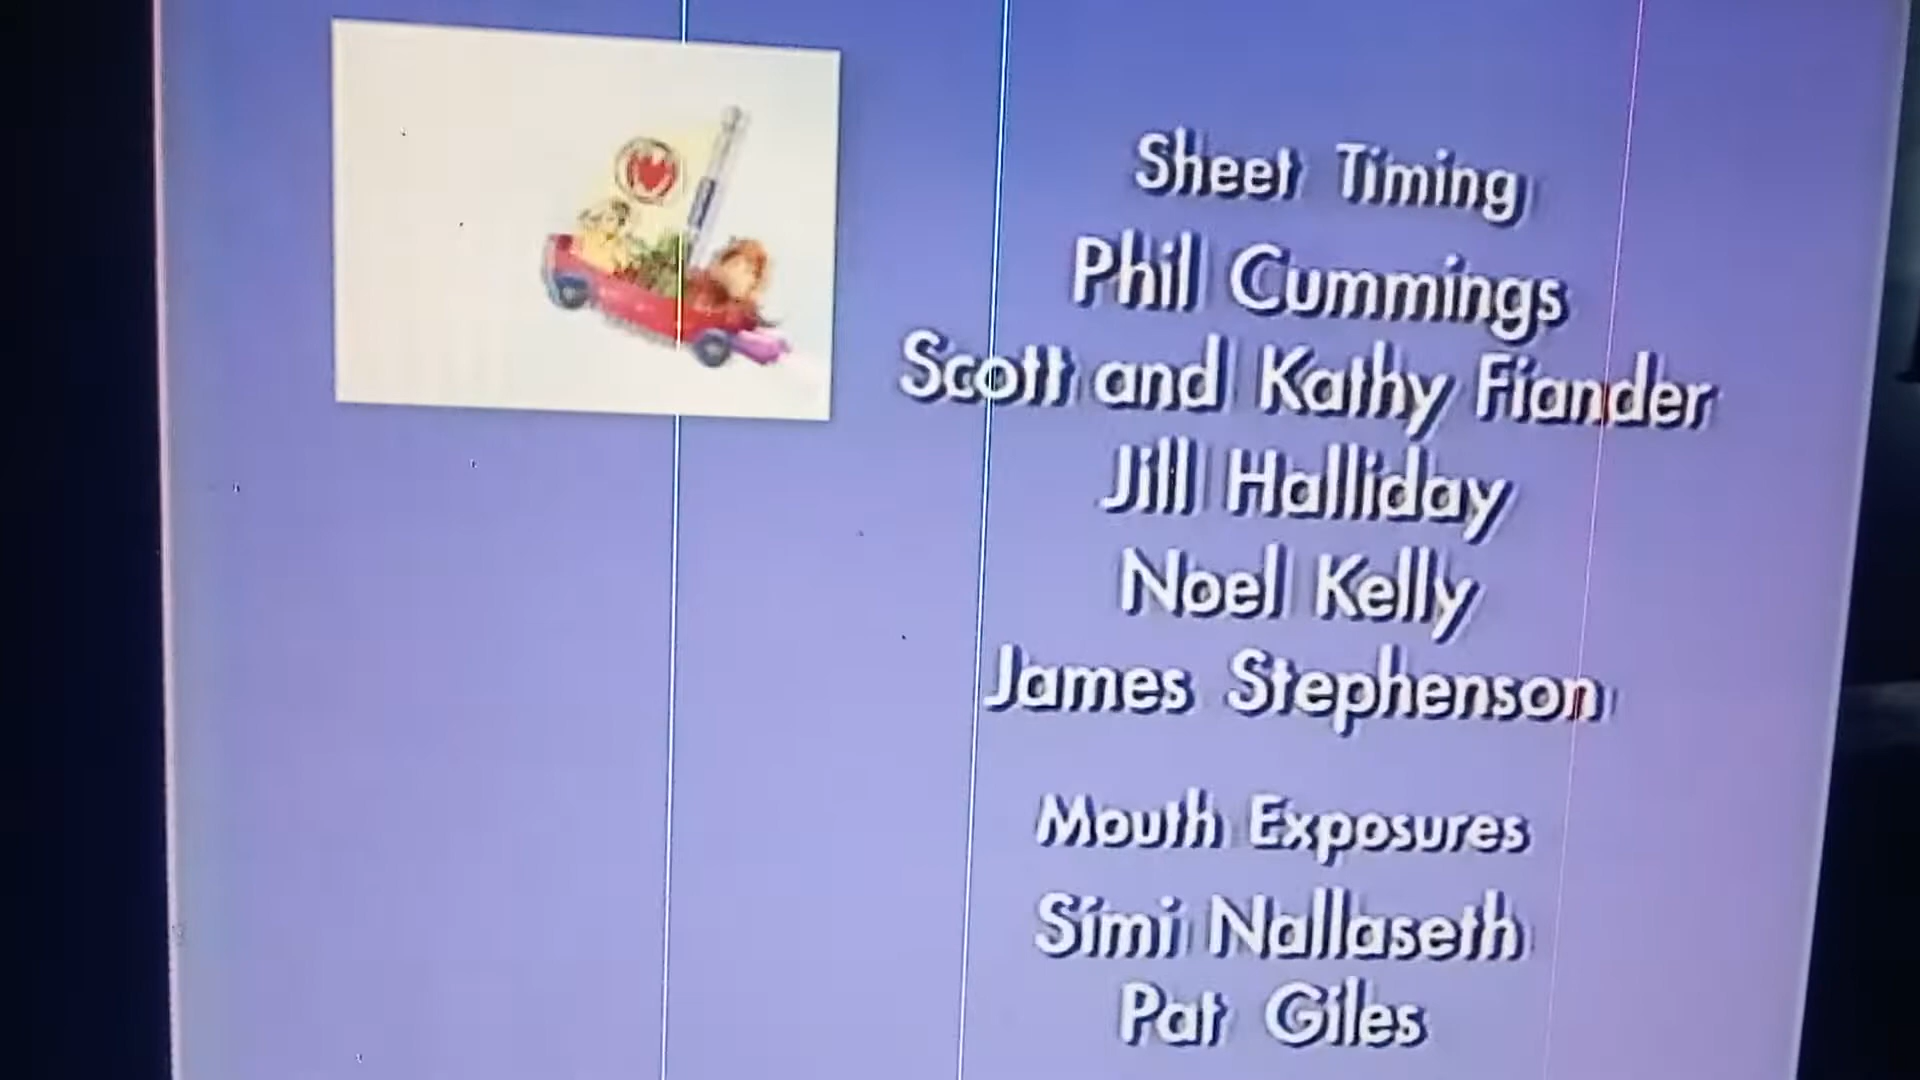 Sheet Timing
Phil Cummings
Scott and Kathy Fiander
Jill Halliday
Noel Kelly
James Stephenson
Mouth Exposures
Simi Nallaseth
Pat Giles